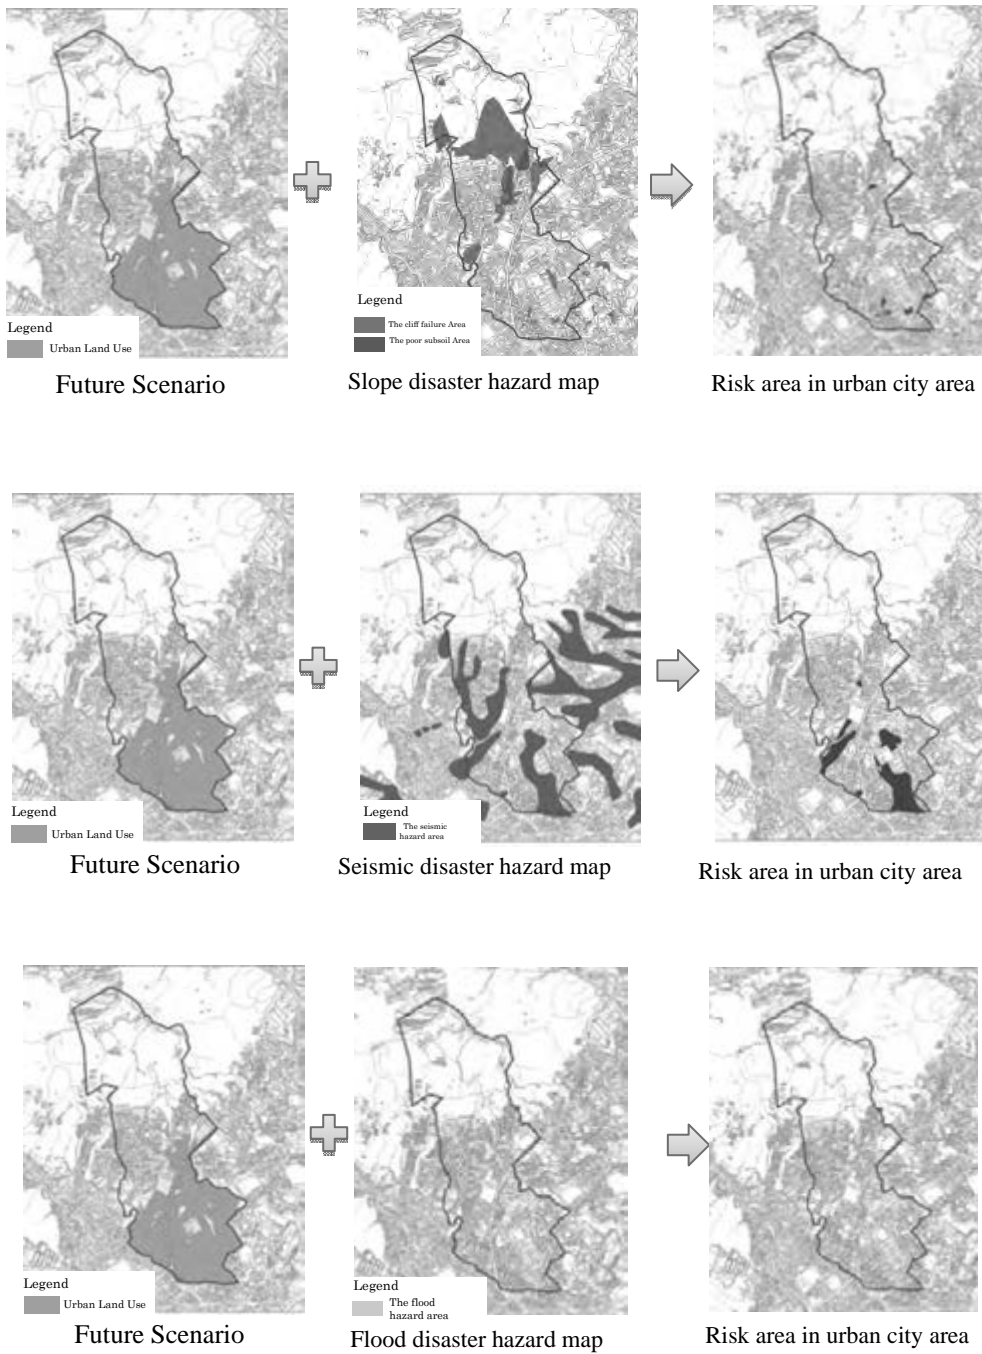 Legend
Urban Land Use
Future Scenario
Legend
The cliff failure Area
The poor subsoil Area
Slope disaster hazard map
Risk area in urban city area
Legend
Urban Land Use
Future Scenario
Legend
The seismic
hazard area
Seismic disaster hazard map
Risk area in urban city area
Legend
Urban Land Use
Future Scenario
Legend
The flood
hazard area
Flood disaster hazard map
Risk area in urban city area